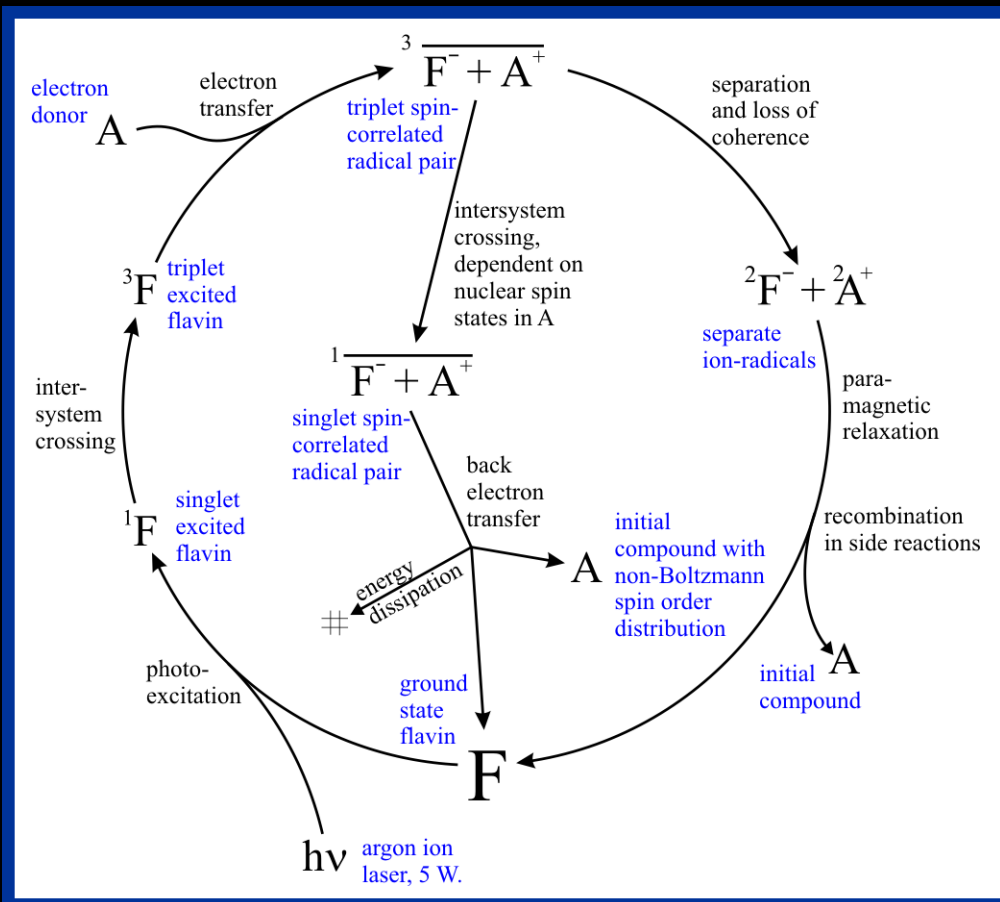 ³ F⁻ + A⁺
electron
donor
A
electron
transfer
triplet spin-
correlated
radical pair
separation
and loss of
coherence
intersystem
crossing,
dependent on
nuclear spin
states in A
³F
triplet
excited
flavin
²F⁻ + ²A⁺
separate
ion-radicals
¹ F⁻ + A⁺
singlet spin-
correlated
radical pair
inter-
system
crossing
para-
magnetic
relaxation
back
electron
transfer
¹F
singlet
excited
flavin
recombination
in side reactions
A
initial
compound with
non-Boltzmann
spin order
distribution
energy
dissipation
#
photo-
excitation
ground
state
flavin
F
initial
compound
A
hν
argon ion
laser, 5 W.